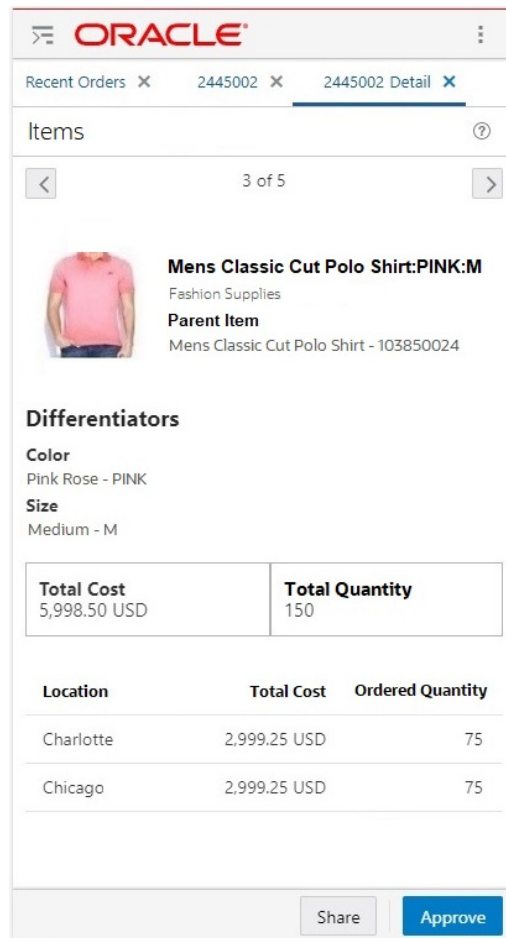 ORACLE
Recent Orders 2445002 2445002 Detail
Items ?
3 of 5
Mens Classic Cut Polo Shirt:PINK:M
Fashion Supplies
Parent Item
Mens Classic Cut Polo Shirt - 103850024
Differentiators
Color
Pink Rose - PINK
Size
Medium - M
Total Cost Total Quantity
5,998.50 USD 150
Location Total Cost Ordered Quantity
Charlotte 2,999.25 USD 75
Chicago 2,999.25 USD 75
Share Approve